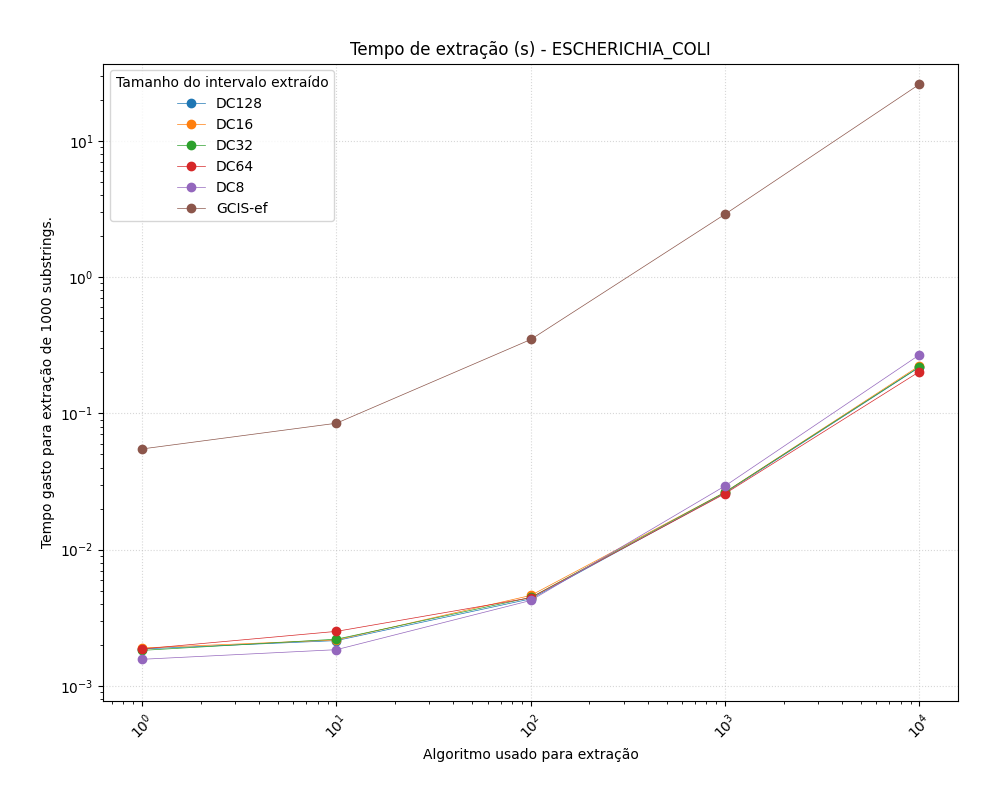 Tempo de extração (s) - ESCHERICHIA_COLI
Tamanho do intervalo extraído
DC128
DC16
DC32
DC64
DC8
GCIS-ef
Tempo gasto para extração de 1000 substrings.
10¹
10⁰
10⁻¹
10⁻²
10⁻³
10⁰ 10¹ 10² 10³ 10⁴
Algoritmo usado para extração